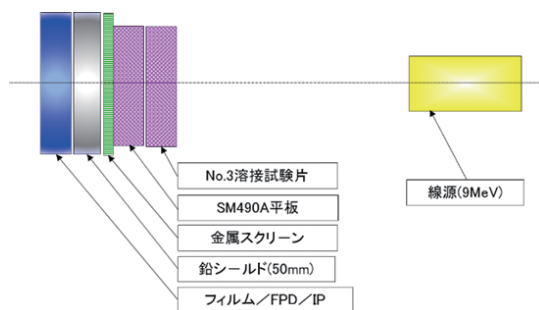 No.3溶接試験片
SM490A平板
線源(9MeV)
金属スクリーン
鉛シールド(50mm)
フィルム／FPD／IP